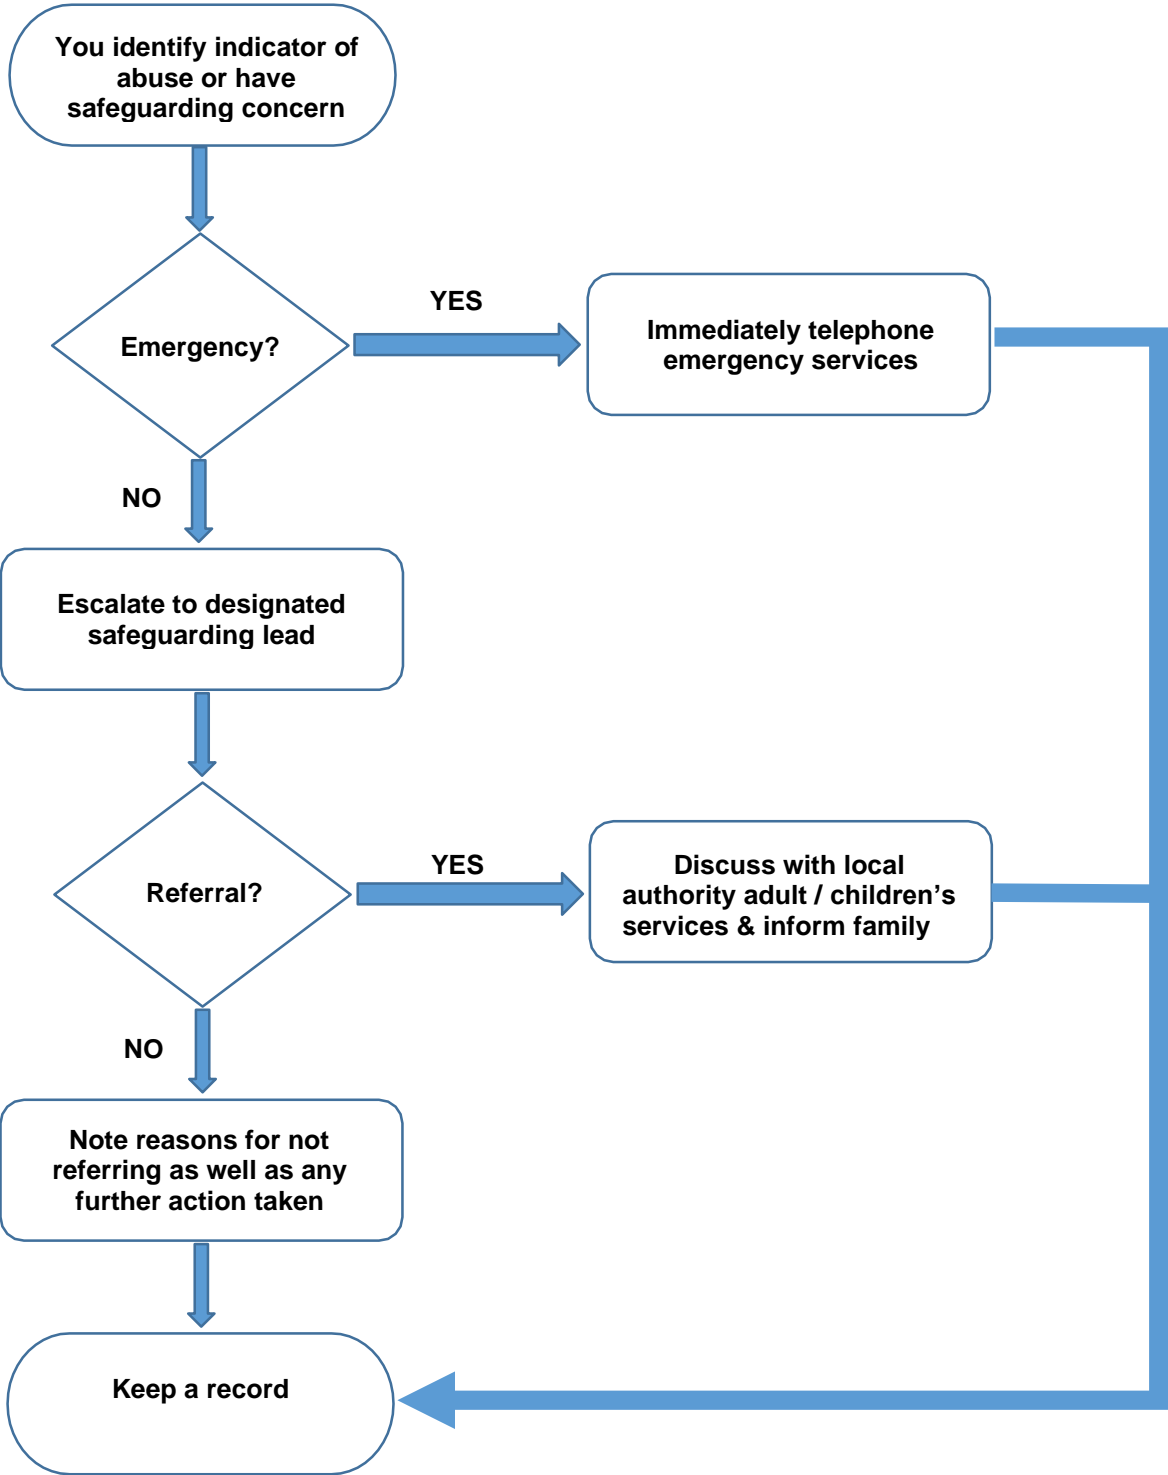 You identify indicator of
abuse or have
safeguarding concern
Emergency?
YES
Immediately telephone
emergency services
NO
Escalate to designated
safeguarding lead
Referral?
YES
Discuss with local
authority adult / children’s
services & inform family
NO
Note reasons for not
referring as well as any
further action taken
Keep a record